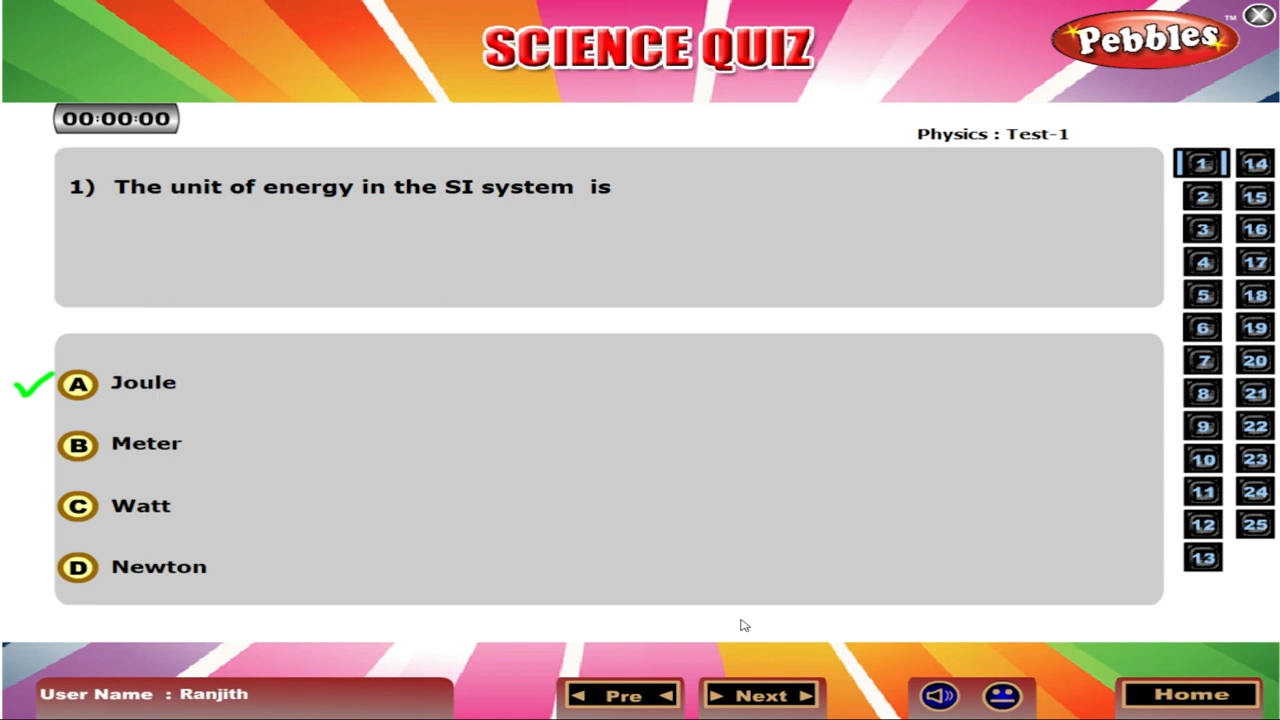 SCIENCE QUIZ
Pebbles™
00:00:00
Physics : Test-1
1) The unit of energy in the SI system is
1 14
2 15
3 16
4 17
5 18
6 19
7 20
8 21
9 22
10 23
11 24
12 25
13
A Joule
B Meter
C Watt
D Newton
User Name : Ranjith
Pre
Next
Home